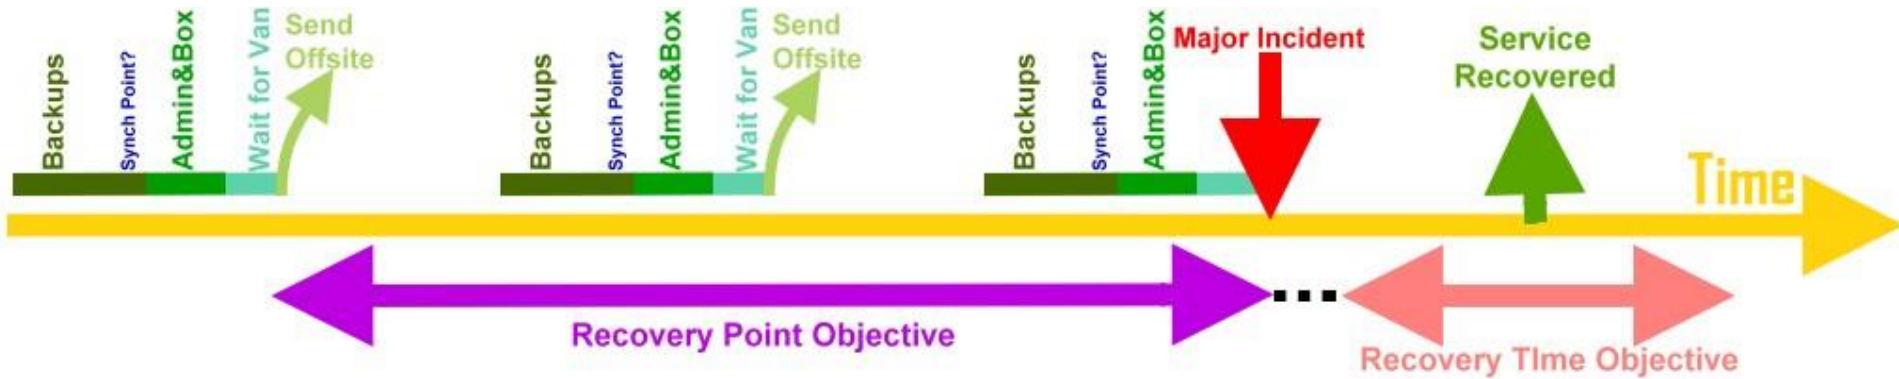 Backups
Synch Point?
Admin&Box
Wait for Van
Send
Offsite
Backups
Synch Point?
Admin&Box
Wait for Van
Send
Offsite
Backups
Synch Point?
Admin&Box
Major Incident
Service
Recovered
Time
Recovery Point Objective
Recovery TIme Objective